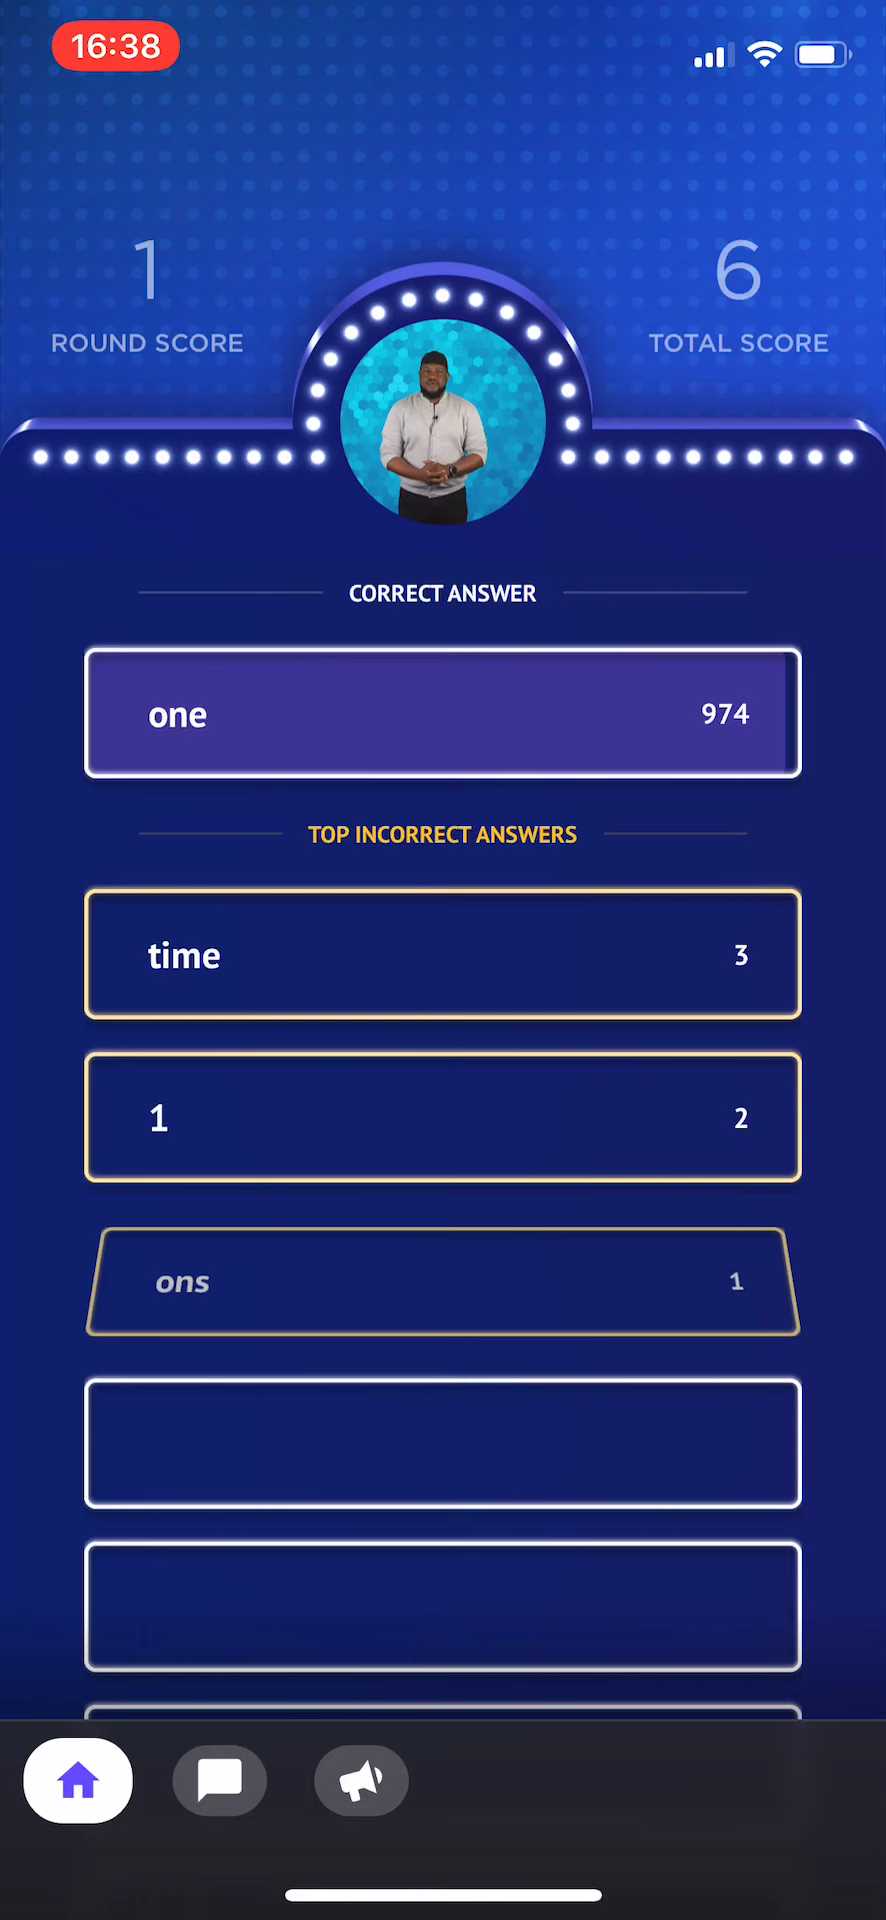 16:38
1
ROUND SCORE
6
TOTAL SCORE
CORRECT ANSWER
one 974
TOP INCORRECT ANSWERS
time 3
1 2
ons 1